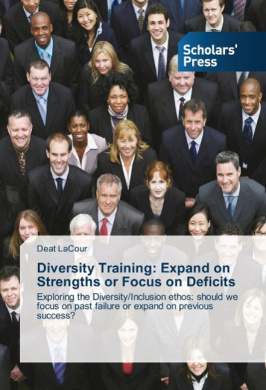 Scholars'
Press
Deat LaCour
Diversity Training: Expand on
Strengths or Focus on Deficits
Exploring the Diversity/Inclusion ethos: should we
focus on past failure or expand on previous
success?